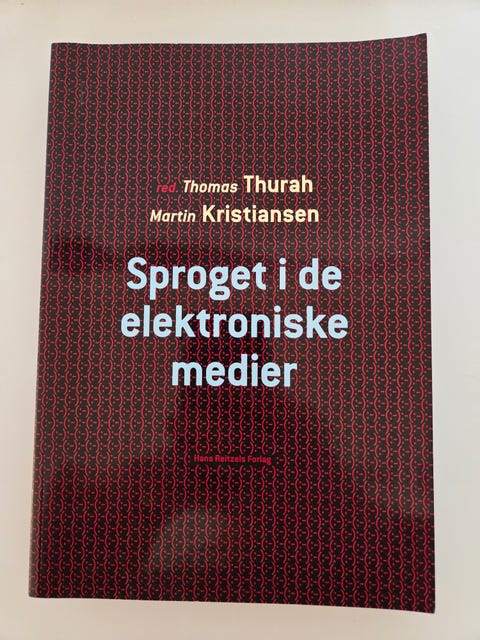 red. Thomas Thurah
Martin Kristiansen
Sproget i de
elektroniske
medier
Hans Reitzels Forlag